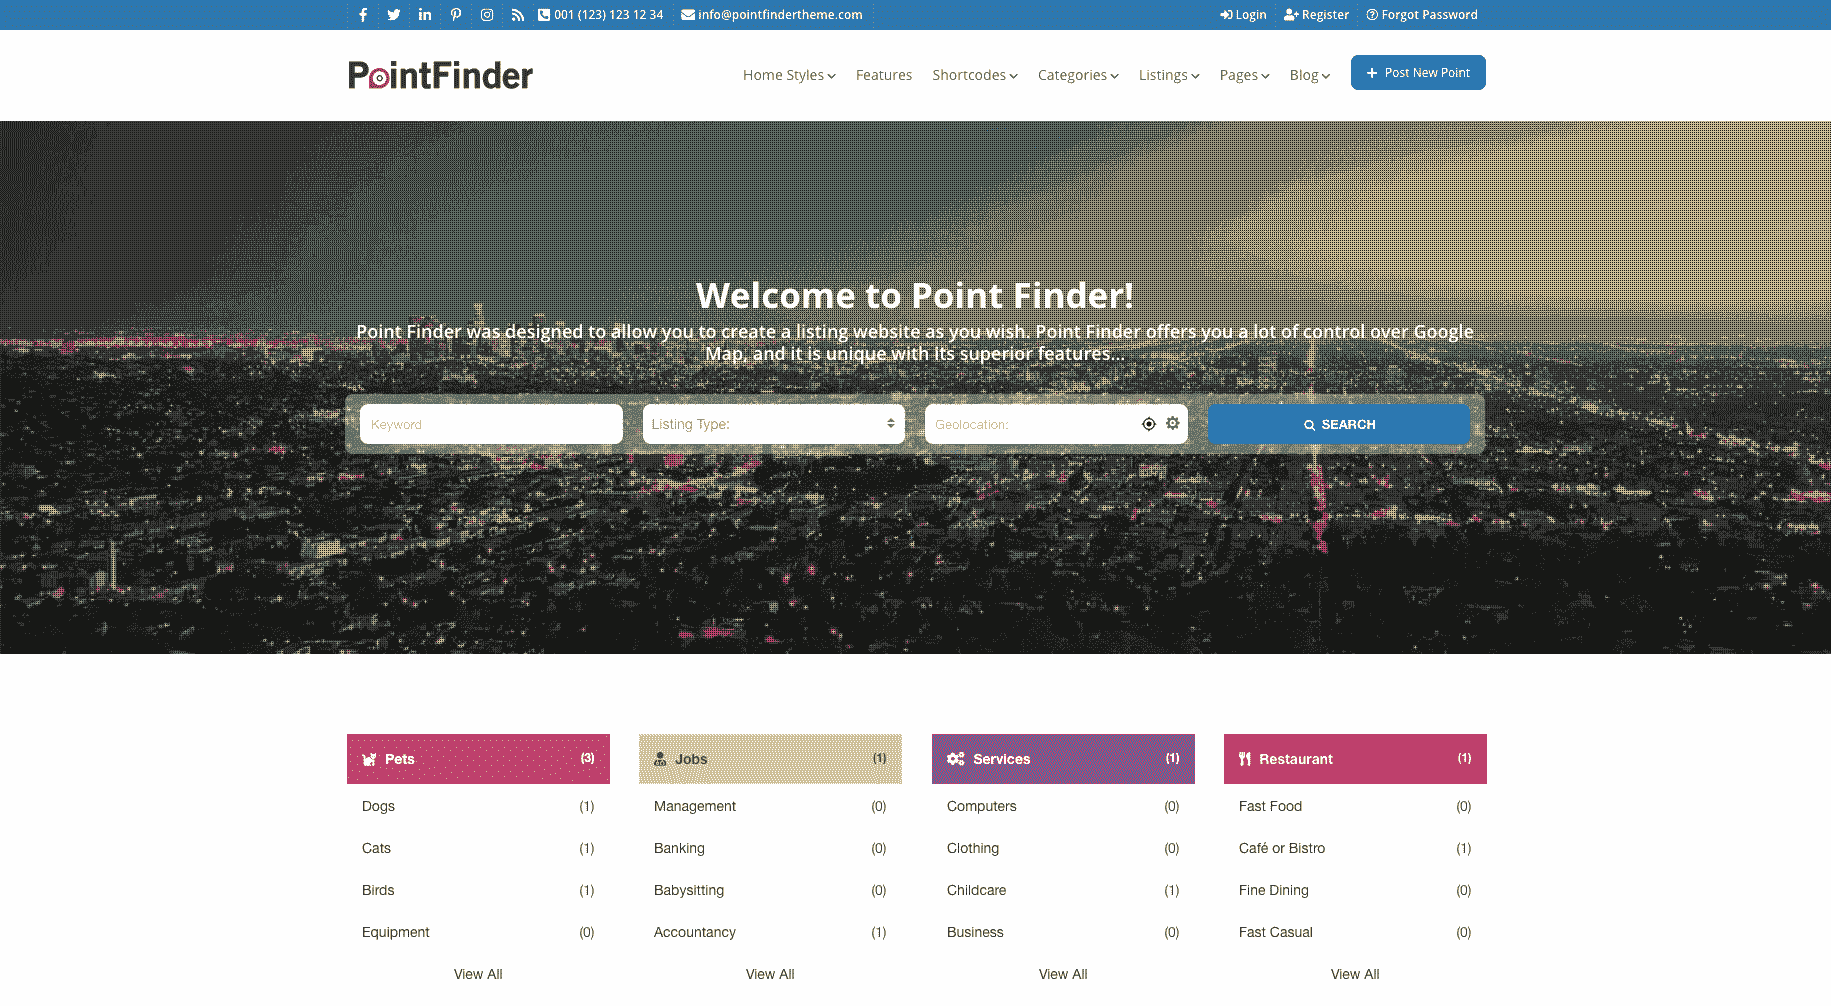 001 (123) 123 12 34 info@pointfindertheme.com Login Register Forgot Password
PointFinder Home Styles Features Shortcodes Categories Listings Pages Blog Post New Point
Welcome to Point Finder!
Point Finder was designed to allow you to create a listing website as you wish. Point Finder offers you a lot of control over Google
Map, and it is unique with its superior features...
Keyword Listing Type: Geolocation: SEARCH
Pets (3) Jobs (1) Services (1) Restaurant (1)
Dogs (1) Management (0) Computers (0) Fast Food (0)
Cats (1) Banking (0) Clothing (0) Café or Bistro (1)
Birds (1) Babysitting (0) Childcare (1) Fine Dining (0)
Equipment (0) Accountancy (1) Business (0) Fast Casual (0)
View All View All View All View All